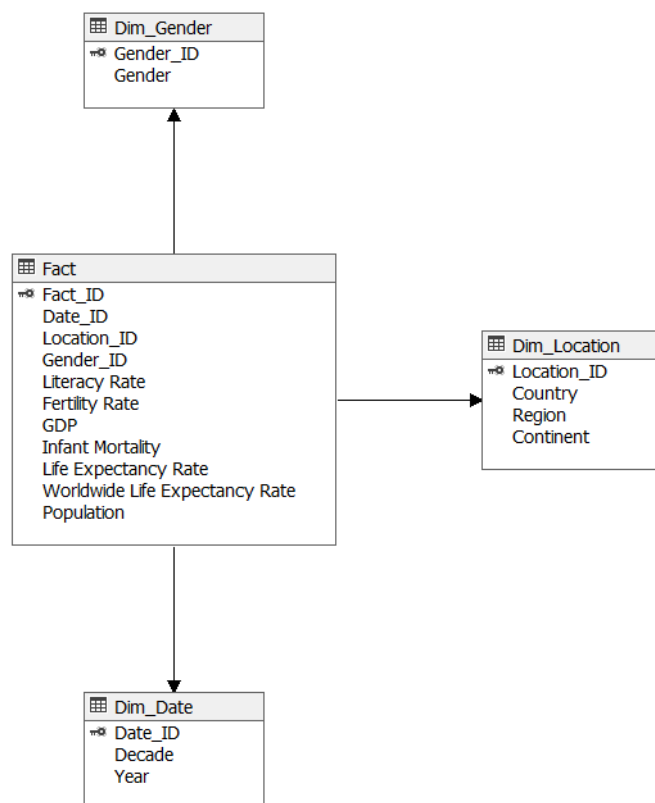 Dim_Gender
Gender_ID
Gender
Fact
Fact_ID
Date_ID
Location_ID
Gender_ID
Literacy Rate
Fertility Rate
GDP
Infant Mortality
Life Expectancy Rate
Worldwide Life Expectancy Rate
Population
Dim_Location
Location_ID
Country
Region
Continent
Dim_Date
Date_ID
Decade
Year